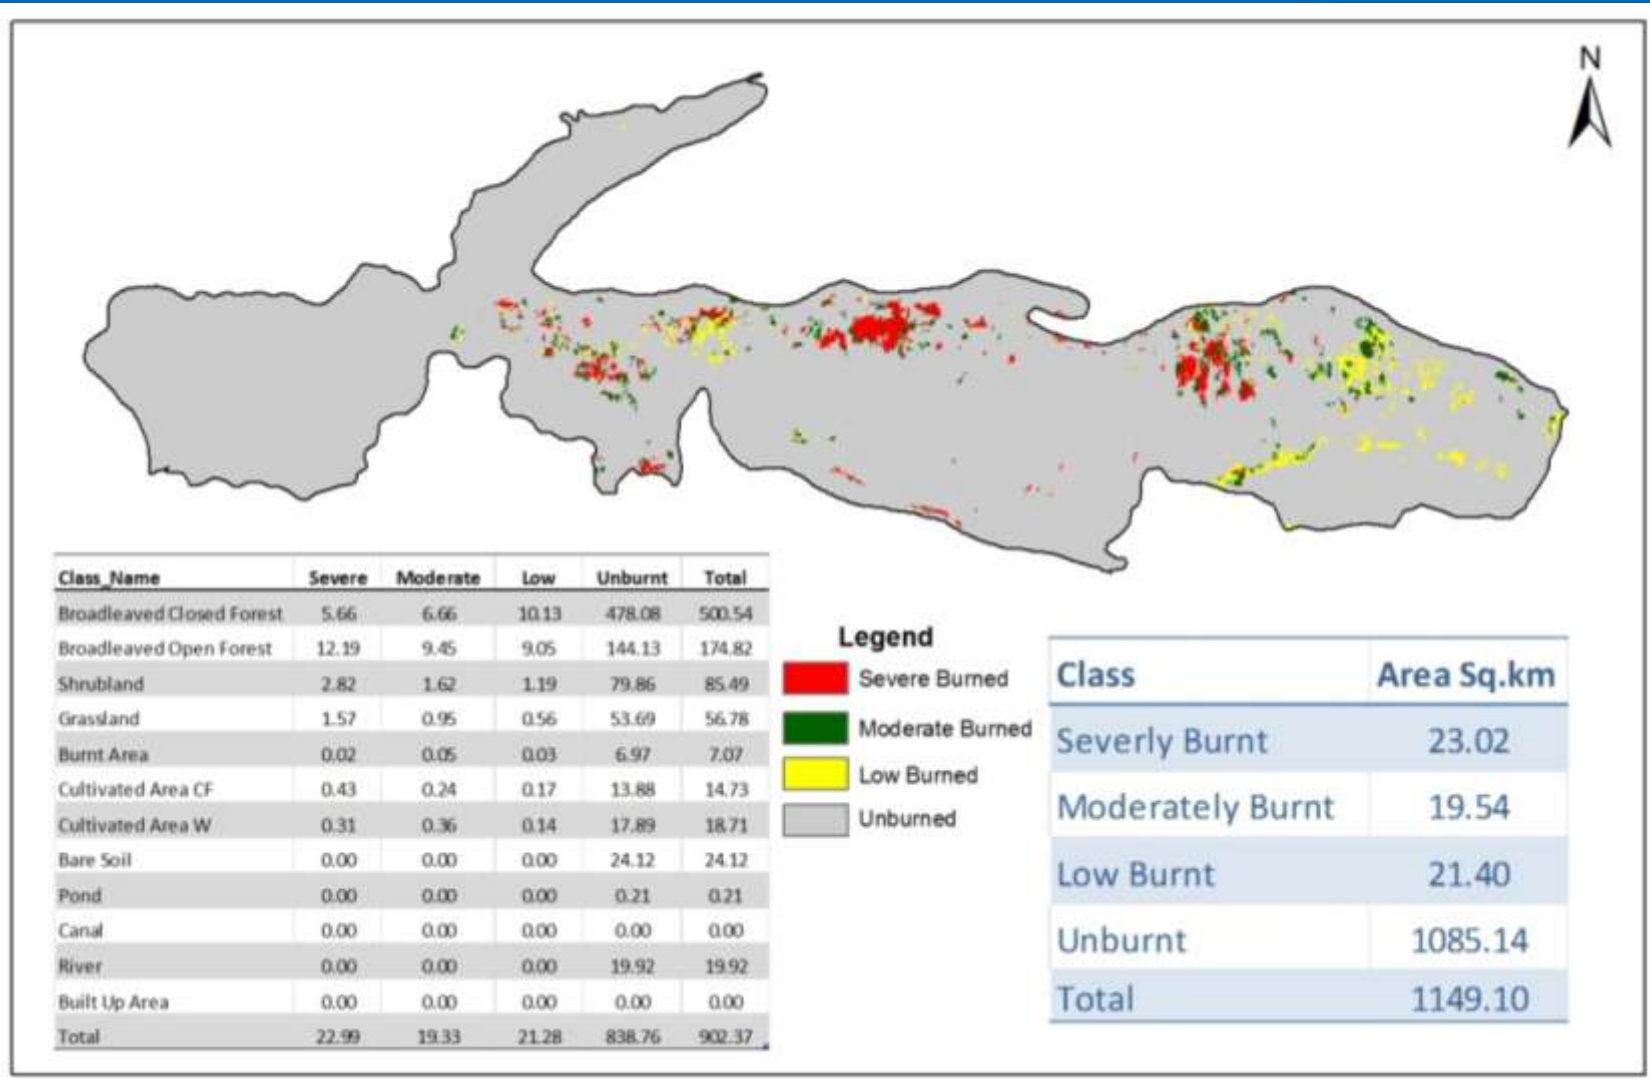 N
Class_Name Severe Moderate Low Unburnt Total
Broadleaved Closed Forest 5.66 6.66 10.13 478.08 500.54
Broadleaved Open Forest 12.19 9.45 9.05 144.13 174.82
Shrubland 2.82 1.62 1.19 79.86 85.49
Grassland 1.57 0.95 0.56 53.69 56.78
Burnt Area 0.02 0.05 0.03 6.97 7.07
Cultivated Area CF 0.43 0.24 0.17 13.88 14.73
Cultivated Area W 0.31 0.36 0.14 17.89 18.71
Bare Soil 0.00 0.00 0.00 24.12 24.12
Pond 0.00 0.00 0.00 0.21 0.21
Canal 0.00 0.00 0.00 0.00 0.00
River 0.00 0.00 0.00 19.92 19.92
Built Up Area 0.00 0.00 0.00 0.00 0.00
Total 22.99 19.33 21.28 838.76 902.37
Legend
Severe Burned
Moderate Burned
Low Burned
Unburned
Class Area Sq.km
Severly Burnt 23.02
Moderately Burnt 19.54
Low Burnt 21.40
Unburnt 1085.14
Total 1149.10